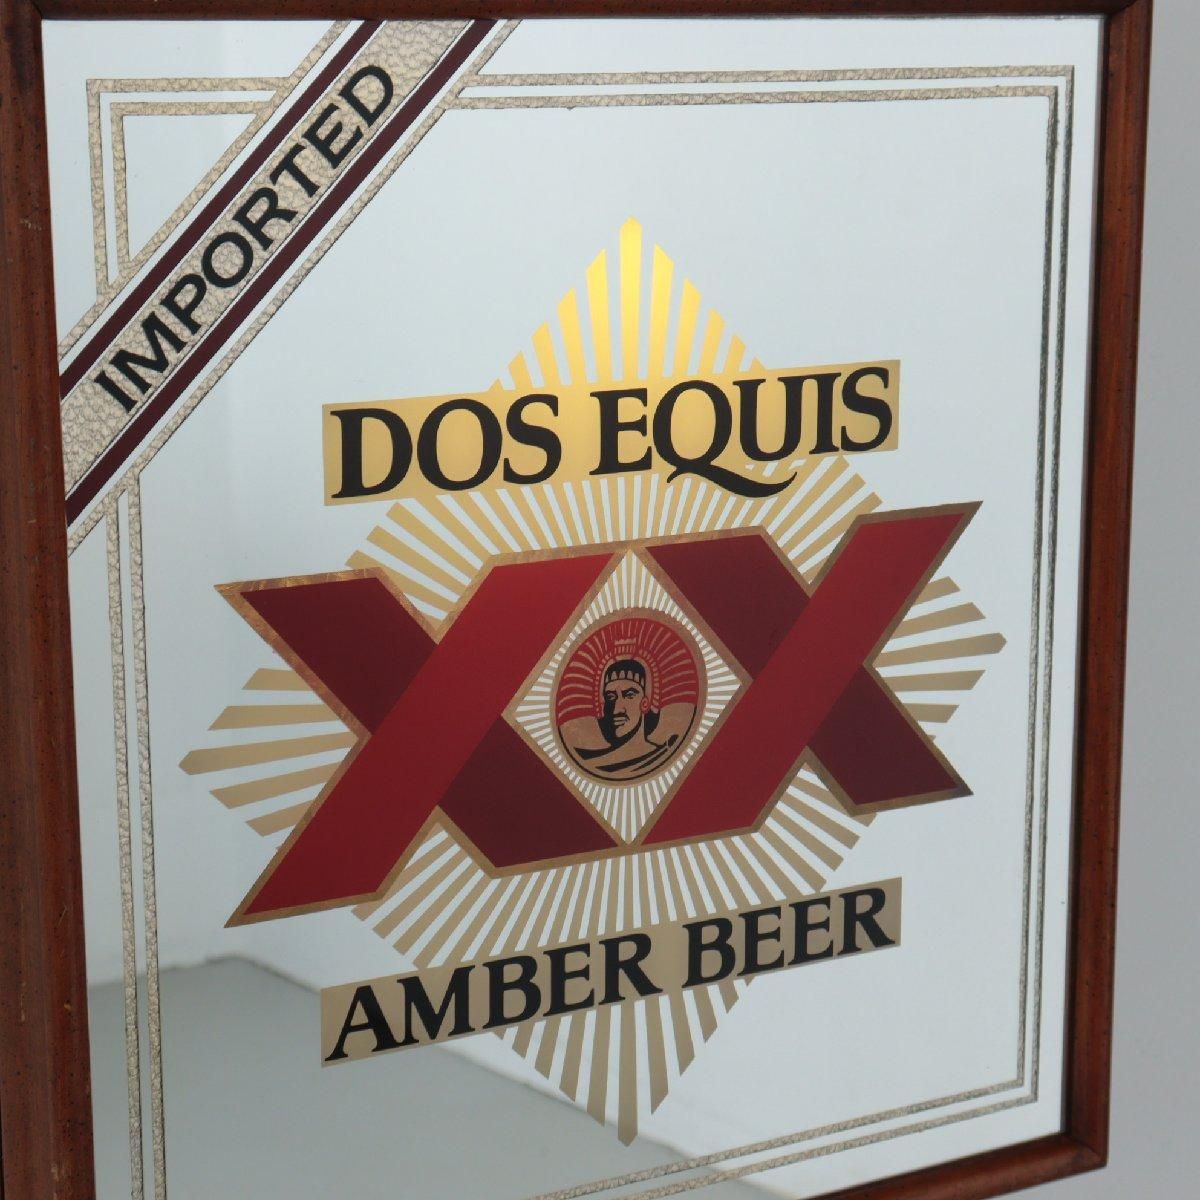 IMPORTED
DOS EQUIS
XX
AMBER BEER